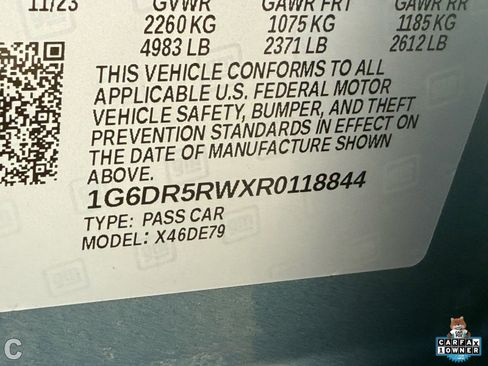 11/23 GVWR GAWR FRT GAWR RR
2260 KG 1075 KG 1185 KG
4983 LB 2371 LB 2612 LB
THIS VEHICLE CONFORMS TO ALL
APPLICABLE U.S. FEDERAL MOTOR
VEHICLE SAFETY, BUMPER, AND THEFT
PREVENTION STANDARDS IN EFFECT ON
THE DATE OF MANUFACTURE SHOWN
ABOVE.
1G6DR5RWXR0118844
TYPE: PASS CAR
MODEL: X46DE79
C
CARFAX
1 OWNER